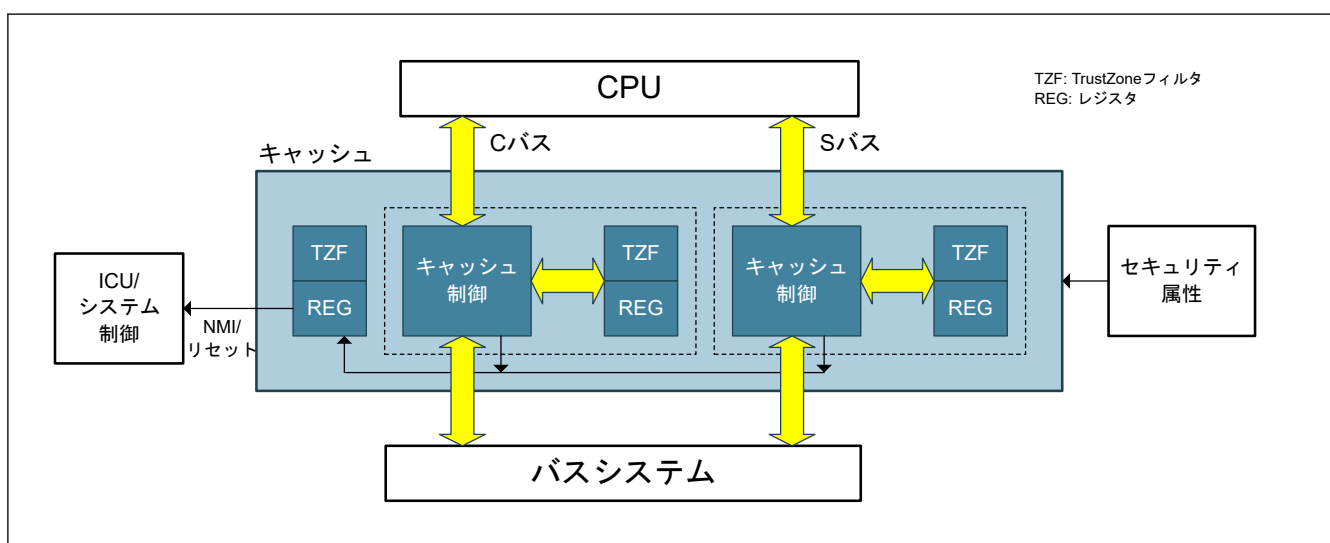 CPU
TZF: TrustZoneフィルタ
REG: レジスタ
Cバス
Sバス
キャッシュ
TZF
REG
キャッシュ
制御
TZF
REG
キャッシュ
制御
TZF
REG
ICU/
システム
制御
NMI/
リセット
セキュリティ
属性
バスシステム